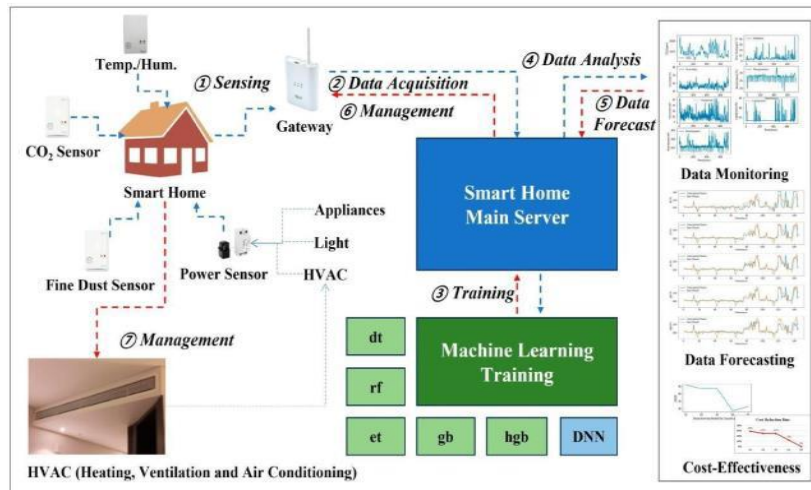 Temp./Hum.
① Sensing
Gateway
② Data Acquisition
⑥ Management
④ Data Analysis
⑤ Data
Forecast
CO₂ Sensor
Smart Home
Fine Dust Sensor
Power Sensor
Appliances
Light
HVAC
Smart Home
Main Server
③ Training
Machine Learning
Training
dt
rf
et
gb
hgb
DNN
⑦ Management
HVAC (Heating, Ventilation and Air Conditioning)
Data Monitoring
Data Forecasting
Cost Reduction Rate
Cost-Effectiveness